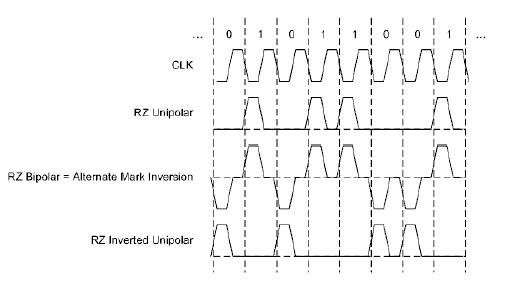 ... 0 1 0 1 1 0 0 1 ...
CLK
RZ Unipolar
RZ Bipolar = Alternate Mark Inversion
RZ Inverted Unipolar